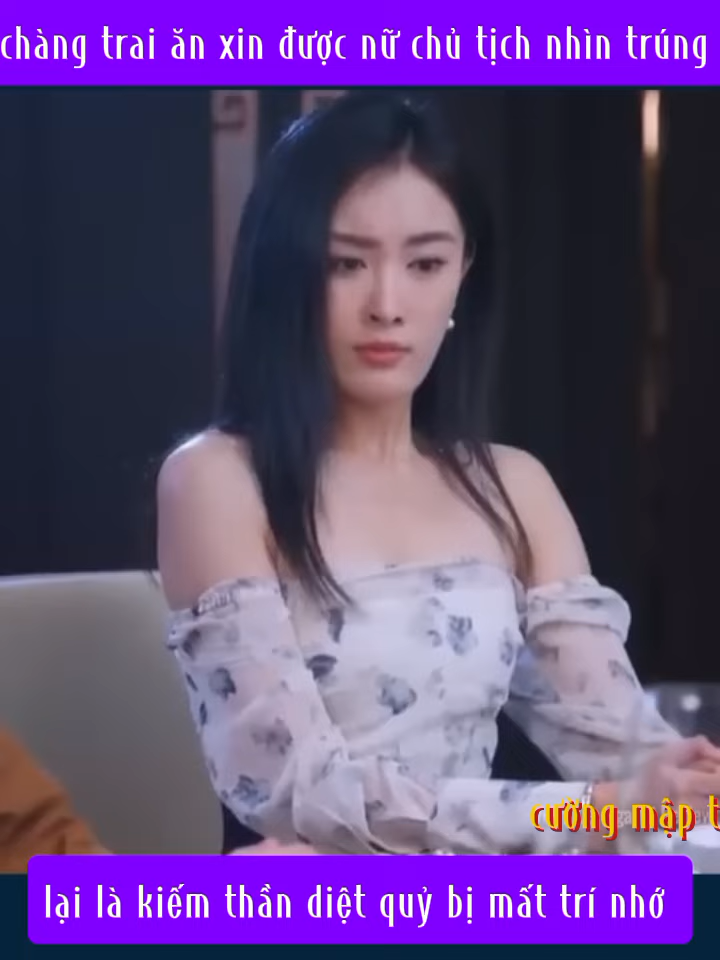 chàng trai ăn xin được nữ chủ tịch nhìn trúng
cường mập
lại là kiếm thần diệt quỷ bị mất trí nhớ